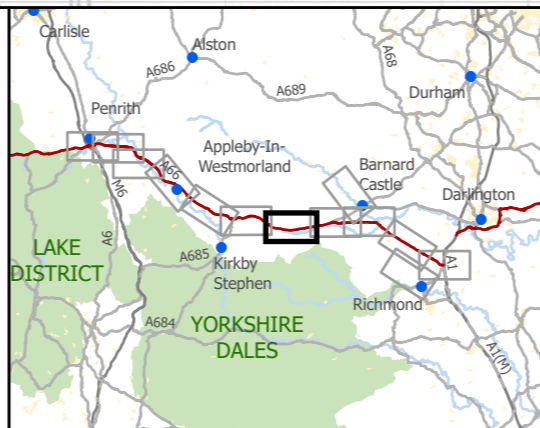 Carlisle
Alston
A686
A689
A68
Durham
Penrith
Appleby-In-
Westmorland
A66
Barnard
Castle
Darlington
M6
A6
LAKE
DISTRICT
A685
Kirkby
Stephen
A1
Richmond
A684
YORKSHIRE
DALES
A1(M)